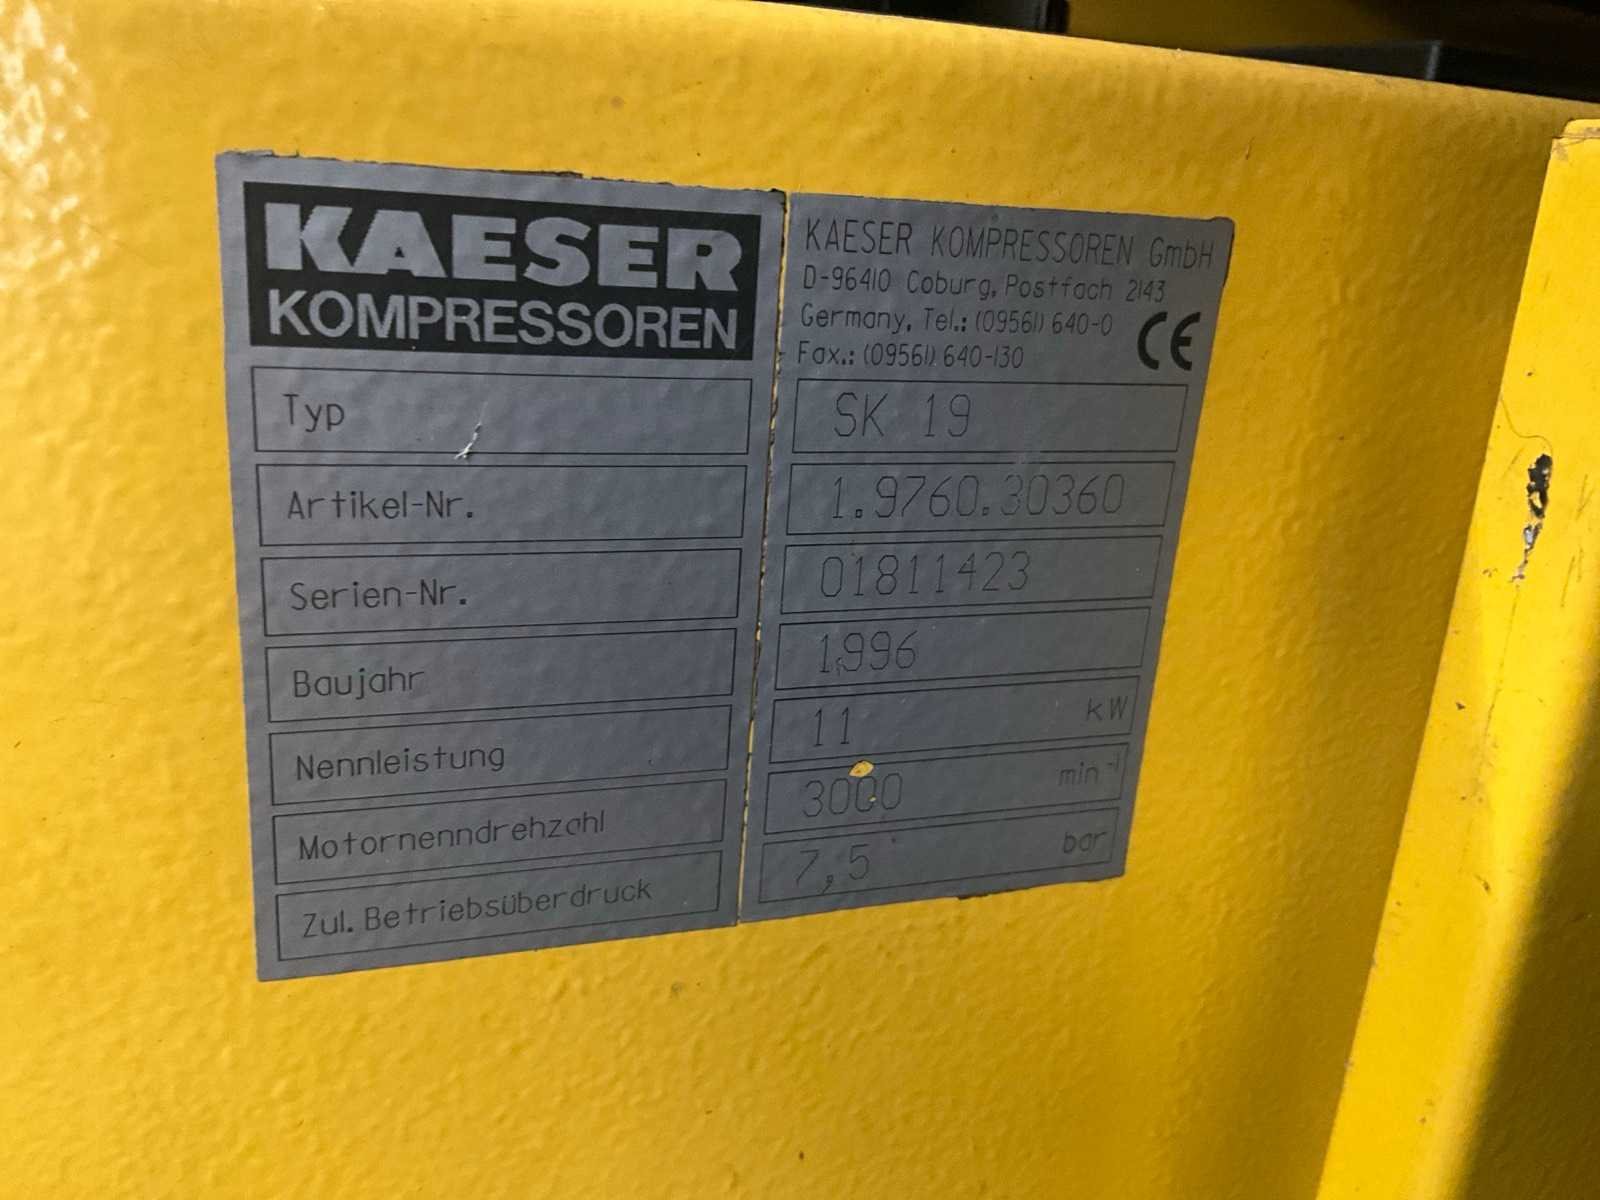 KAESER
KOMPRESSOREN
KAESER KOMPRESSOREN GmbH
D-96410 Coburg, Postfach 2143
Germany, Tel.: (09561) 640-0
Fax.: (09561) 640-130
CE
Typ SK 19
Artikel-Nr. 1.9760.30360
Serien-Nr. 01811423
Baujahr 1996
Nennleistung 11 kW
Motornenndrehzahl 3000 min⁻¹
Zul. Betriebsüberdruck 7,5 bar